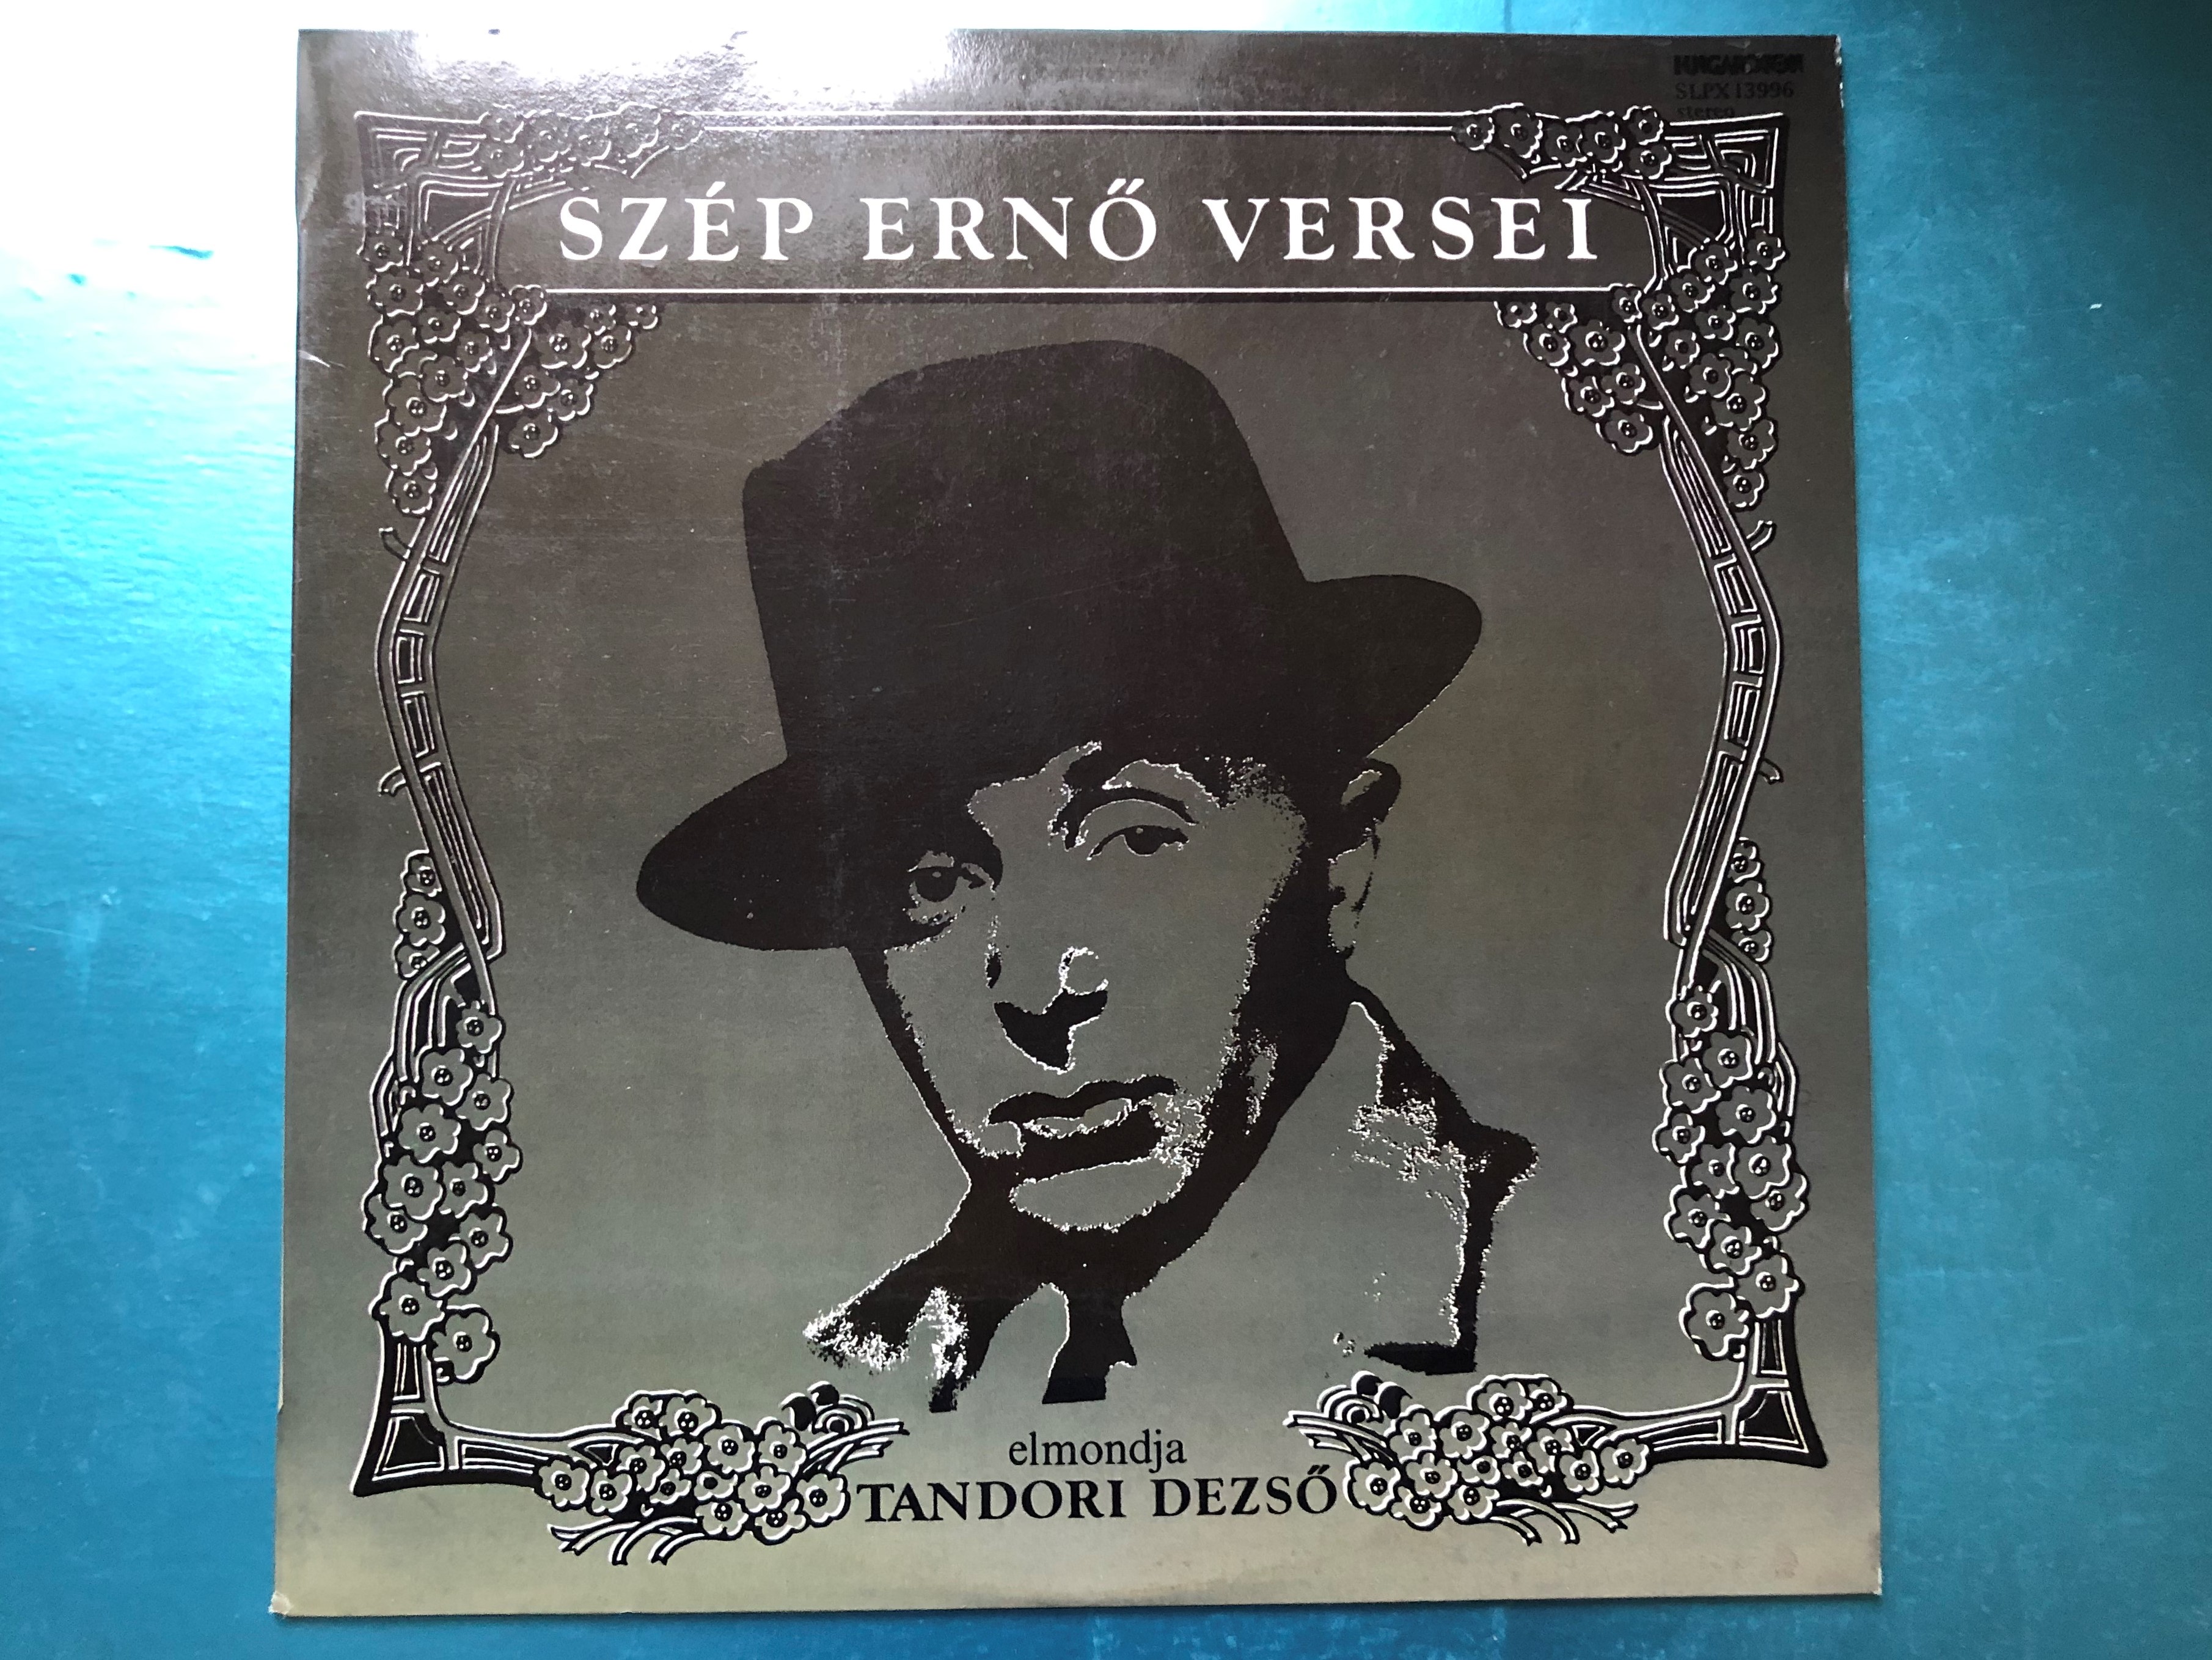 HUNGAROTON
SLPX 13996
stereo
SZÉP ERNŐ VERSEI
elmondja
TANDORI DEZSŐ